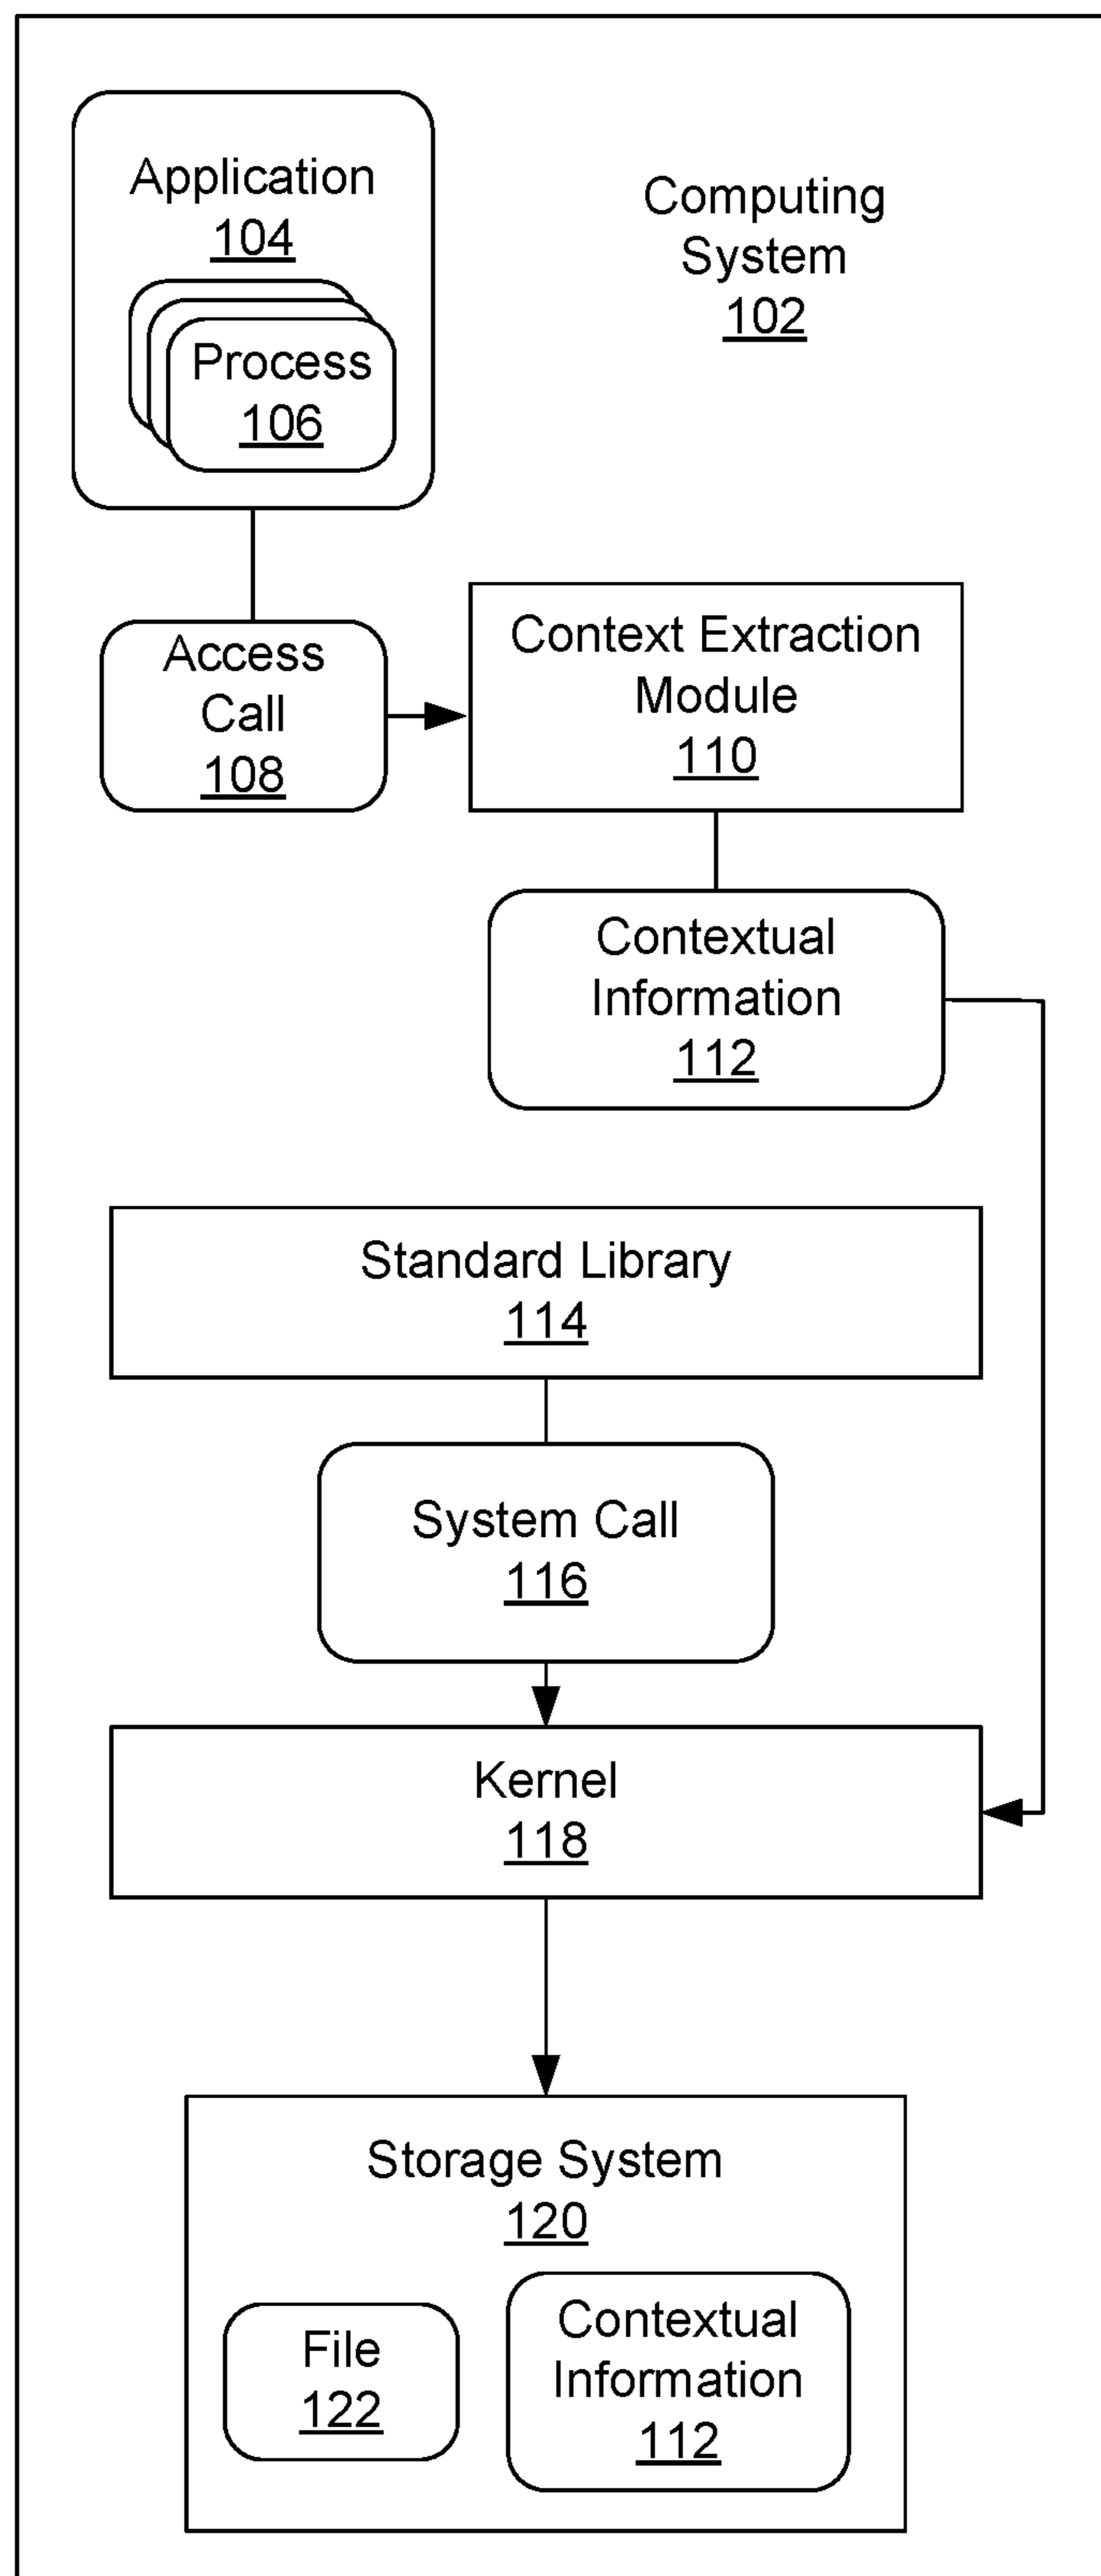 Application
104
Computing
System
102
Process
106
Access
Call
108
Context Extraction
Module
110
Contextual
Information
112
Standard Library
114
System Call
116
Kernel
118
Storage System
120
File
122
Contextual
Information
112